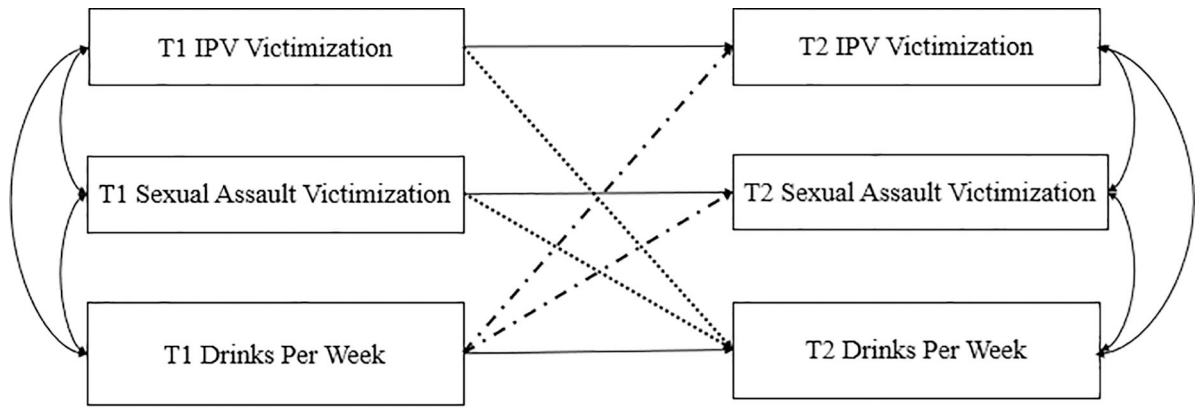 T1 IPV Victimization
T2 IPV Victimization
T1 Sexual Assault Victimization
T2 Sexual Assault Victimization
T1 Drinks Per Week
T2 Drinks Per Week